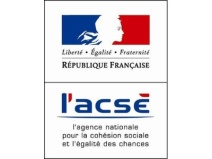 Liberté • Égalité • Fraternité
RÉPUBLIQUE FRANÇAISE
l'acsé
l'agence nationale
pour la cohésion sociale
et l'égalité des chances